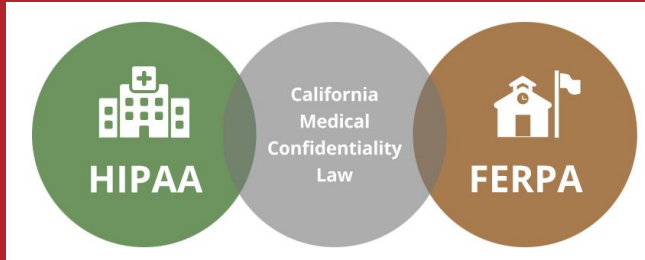 HIPAA
California
Medical
Confidentiality
Law
FERPA